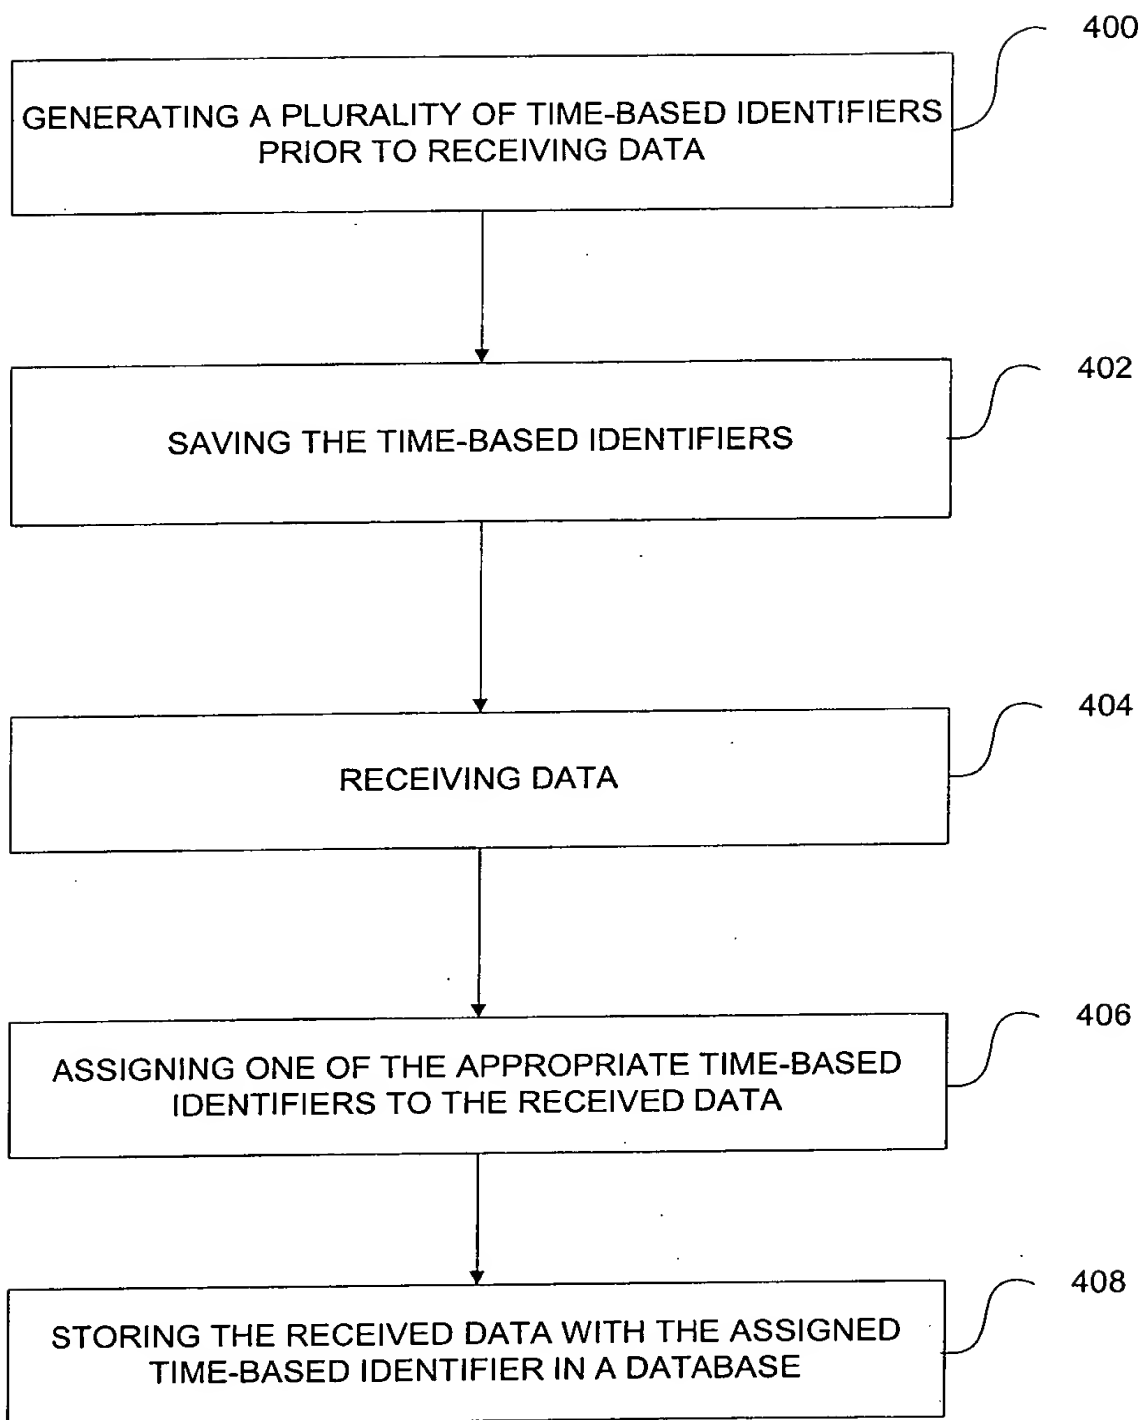 400
GENERATING A PLURALITY OF TIME-BASED IDENTIFIERS
PRIOR TO RECEIVING DATA
402
SAVING THE TIME-BASED IDENTIFIERS
404
RECEIVING DATA
406
ASSIGNING ONE OF THE APPROPRIATE TIME-BASED
IDENTIFIERS TO THE RECEIVED DATA
408
STORING THE RECEIVED DATA WITH THE ASSIGNED
TIME-BASED IDENTIFIER IN A DATABASE